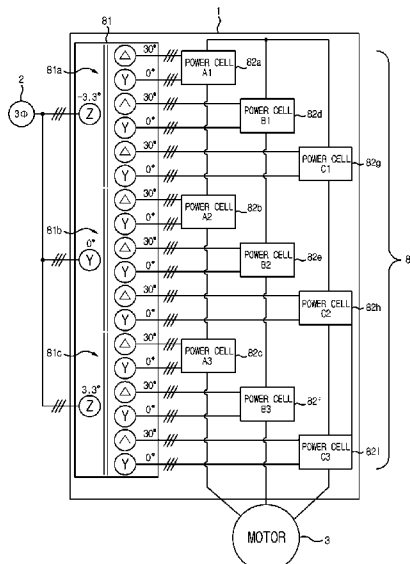 1
81
2
81a
3Φ
-3.3°
Z
△ 30°
Y 0°
POWER CELL A1
82a
△ 30°
Y 0°
POWER CELL B1
82d
△ 30°
Y 0°
POWER CELL C1
82g
81b
0°
Y
△ 30°
Y 0°
POWER CELL A2
82b
△ 30°
Y 0°
POWER CELL B2
82e
8
△ 30°
Y 0°
POWER CELL C2
82h
81c
3.3°
Z
△ 30°
Y 0°
POWER CELL A3
82c
△ 30°
Y 0°
POWER CELL B3
82f
△ 30°
Y 0°
POWER CELL C3
82i
MOTOR
3